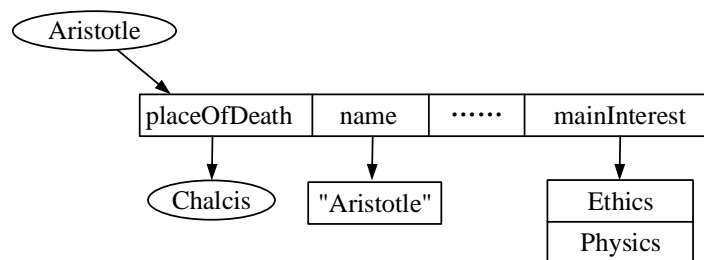 Aristotle
placeOfDeath name ⋯⋯ mainInterest
Chalcis "Aristotle" Ethics
Physics